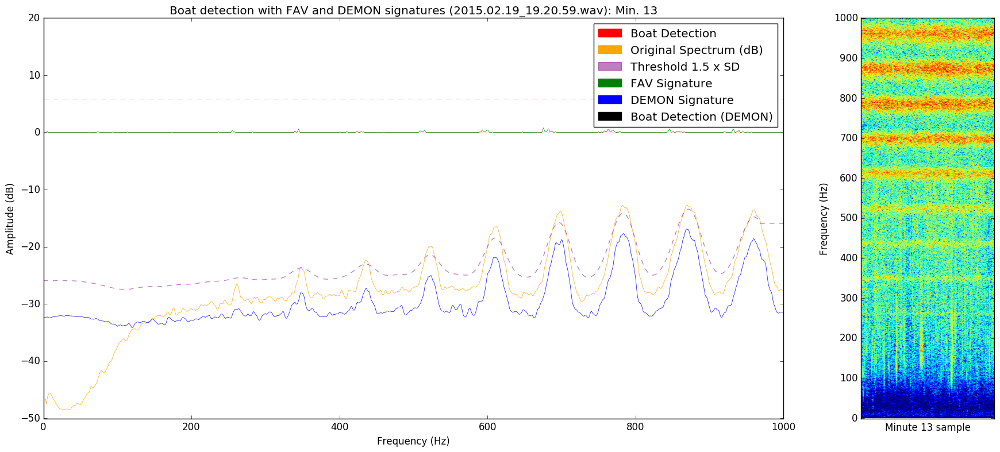 Boat detection with FAV and DEMON signatures (2015.02.19_19.20.59.wav): Min. 13
Boat Detection
Original Spectrum (dB)
Threshold 1.5 x SD
FAV Signature
DEMON Signature
Boat Detection (DEMON)
20
10
0
−10
−20
−30
−40
−50
Amplitude (dB)
0
200
400
600
800
1000
Frequency (Hz)
1000
900
800
700
600
500
400
300
200
100
0
Frequency (Hz)
Minute 13 sample